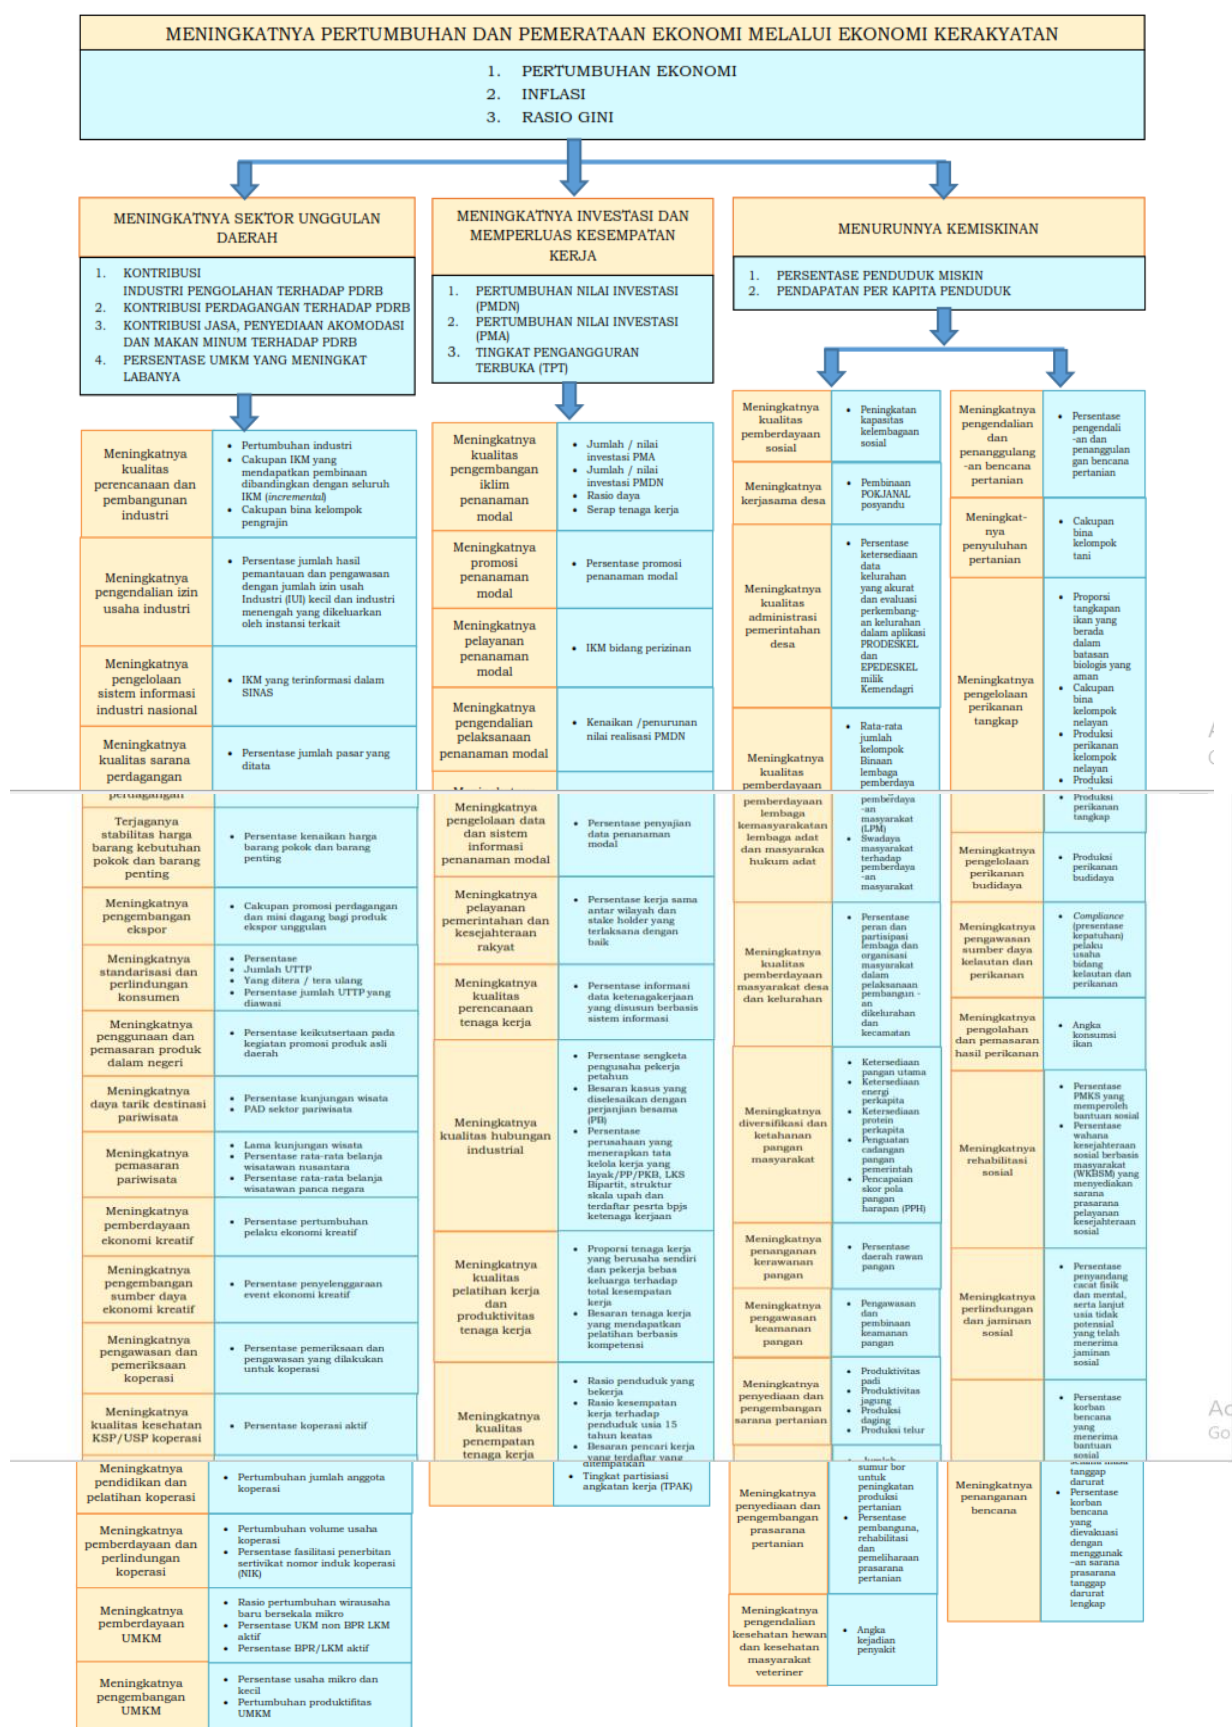 MENINGKATNYA PERTUMBUHAN DAN PEMERATAAN EKONOMI MELALUI EKONOMI KERAKYATAN
1. PERTUMBUHAN EKONOMI
2. INFLASI
3. RASIO GINI
MENINGKATNYA SEKTOR UNGGULAN
DAERAH
1. KONTRIBUSI
INDUSTRI PENGOLAHAN TERHADAP PDRB
2. KONTRIBUSI PERDAGANGAN TERHADAP PDRB
3. KONTRIBUSI JASA, PENYEDIAAN AKOMODASI
DAN MAKAN MINUM TERHADAP PDRB
4. PERSENTASE UMKM YANG MENINGKAT
LABANYA
Meningkatnya
kualitas
perencanaan dan
pembangunan
industri
• Pertumbuhan industri
• Cakupan IKM yang
mendapatkan pembinaan
dibandingkan dengan seluruh
IKM (incremental)
• Cakupan bina kelompok
pengrajin
Meningkatnya
pengendalian izin
usaha industri
• Persentase jumlah hasil
pemantauan dan pengawasan
dengan jumlah izin usah
Industri (IUI) kecil dan industri
menengah yang dikeluarkan
oleh instansi terkait
Meningkatnya
pengelolaan
sistem informasi
industri nasional
• IKM yang terinformasi dalam
SINAS
Meningkatnya
kualitas sarana
perdagangan
• Persentase jumlah pasar yang
ditata
perdagangan
Terjaganya
stabilitas harga
barang kebutuhan
pokok dan barang
penting
• Persentase kenaikan harga
barang pokok dan barang
penting
Meningkatnya
pengembangan
ekspor
• Cakupan promosi perdagangan
dan misi dagang bagi produk
ekspor unggulan
Meningkatnya
standarisasi dan
perlindungan
konsumen
• Persentase
• Jumlah UTTP
• Yang ditera / tera ulang
• Persentase jumlah UTTP yang
diawasi
Meningkatnya
penggunaan dan
pemasaran produk
dalam negeri
• Persentase keikutsertaan pada
kegiatan promosi produk asli
daerah
Meningkatnya
daya tarik destinasi
pariwisata
• Persentase kunjungan wisata
• PAD sektor pariwisata
Meningkatnya
pemasaran
pariwisata
• Lama kunjungan wisata
• Persentase rata-rata belanja
wisatawan nusantara
• Persentase rata-rata belanja
wisatawan panca negara
Meningkatnya
pemberdayaan
ekonomi kreatif
• Persentase pertumbuhan
pelaku ekonomi kreatif
Meningkatnya
pengembangan
sumber daya
ekonomi kreatif
• Persentase penyelenggaraan
event ekonomi kreatif
Meningkatnya
pengawasan dan
pemeriksaan
koperasi
• Persentase pemeriksaan dan
pengawasan yang dilakukan
untuk koperasi
Meningkatnya
kualitas kesehatan
KSP/USP koperasi
• Persentase koperasi aktif
Meningkatnya
pendidikan dan
pelatihan koperasi
• Pertumbuhan jumlah anggota
koperasi
Meningkatnya
pemberdayaan dan
perlindungan
koperasi
• Pertumbuhan volume usaha
koperasi
• Persentase fasilitasi penerbitan
sertivikat nomor induk koperasi
(NIK)
Meningkatnya
pemberdayaan
UMKM
• Rasio pertumbuhan wirausaha
baru bersekala mikro
• Persentase UKM non BPR LKM
aktif
• Persentase BPR/LKM aktif
Meningkatnya
pengembangan
UMKM
• Persentase usaha mikro dan
kecil
• Pertumbuhan produktifitas
UMKM
MENINGKATNYA INVESTASI DAN
MEMPERLUAS KESEMPATAN
KERJA
1. PERTUMBUHAN NILAI INVESTASI
(PMDN)
2. PERTUMBUHAN NILAI INVESTASI
(PMA)
3. TINGKAT PENGANGGURAN
TERBUKA (TPT)
Meningkatnya
kualitas
pengembangan
iklim
penanaman
modal
• Jumlah / nilai
investasi PMA
• Jumlah / nilai
investasi PMDN
• Rasio daya
• Serap tenaga kerja
Meningkatnya
promosi
penanaman
modal
• Persentase promosi
penanaman modal
Meningkatnya
pelayanan
penanaman
modal
• IKM bidang perizinan
Meningkatnya
pengendalian
pelaksanaan
penanaman modal
• Kenaikan /penurunan
nilai realisasi PMDN
Meningkatnya
pengelolaan data
dan sistem
informasi
penanaman modal
• Persentase penyajian
data penanaman
modal
Meningkatnya
pelayanan
pemerintahan dan
kesejahteraan
rakyat
• Persentase kerja sama
antar wilayah dan
stake holder yang
terlaksana dengan
baik
Meningkatnya
kualitas
perencanaan
tenaga kerja
• Persentase informasi
data ketenagakerjaan
yang disusun berbasis
sistem informasi
Meningkatnya
kualitas hubungan
industrial
• Persentase sengketa
pengusaha pekerja
petahun
• Besaran kasus yang
diselesaikan dengan
perjanjian besama
(PB)
• Persentase
perusahaan yang
menerapkan tata
kelola kerja yang
layak/PP/PKB, LKS
Bipartit, struktur
skala upah dan
terdaftar pesrta bpjs
ketenaga kerjaan
Meningkatnya
kualitas
pelatihan kerja
dan
produktivitas
tenaga kerja
• Proporsi tenaga kerja
yang berusaha sendiri
dan pekerja bebas
keluarga terhadap
total kesempatan
kerja
• Besaran tenaga kerja
yang mendapatkan
pelatihan berbasis
kompetensi
Meningkatnya
kualitas
penempatan
tenaga kerja
• Rasio penduduk yang
bekerja
• Rasio kesempatan
kerja terhadap
penduduk usia 15
tahun keatas
• Besaran pencari kerja
yang terdaftar yang
ditempatkan
• Tingkat partisiasi
angkatan kerja (TPAK)
MENURUNNYA KEMISKINAN
1. PERSENTASE PENDUDUK MISKIN
2. PENDAPATAN PER KAPITA PENDUDUK
Meningkatnya
kualitas
pemberdayaan
sosial
• Peningkatan
kapasitas
kelembagaan
sosial
Meningkatnya
kerjasama desa
• Pembinaan
POKJANAL
posyandu
Meningkatnya
kualitas
administrasi
pemerintahan
desa
• Persentase
ketersediaan
data
kelurahan
yang akurat
dan evaluasi
perkembang-
an kelurahan
dalam aplikasi
PRODESKEL
dan
EPEDESKEL
milik
Kemendagri
Meningkatnya
kualitas
pemberdayaan
pemberdayaan
lembaga
kemasyarakatan
lembaga adat
dan masyaraka
hukum adat
• Rata-rata
jumlah
kelompok
Binaan
lembaga
pemberdaya
pemberdaya
-an
masyarakat
(LPM)
• Swadaya
masyarakat
terhadap
pemberdaya
-an
masyarakat
Meningkatnya
kualitas
pemberdayaan
masyarakat desa
dan kelurahan
• Persentase
peran dan
partisipasi
lembaga dan
organisasi
masyarakat
dalam
pelaksanaan
pembangun -
an
dikelurahan
dan
kecamatan
Meningkatnya
diversifikasi dan
ketahanan
pangan
masyarakat
• Ketersediaan
pangan utama
• Ketersediaan
energi
perkapita
• Ketersediaan
protein
perkapita
• Penguatan
cadangan
pangan
pemerintah
• Pencapaian
skor pola
pangan
harapan (PPH)
Meningkatnya
penanganan
kerawanan
pangan
• Persentase
daerah rawan
pangan
Meningkatnya
pengawasan
keamanan
pangan
• Pengawasan
dan
pembinaan
keamanan
pangan
Meningkatnya
penyediaan dan
pengembangan
sarana pertanian
• Produktivitas
padi
• Produktivitas
jagung
• Produksi
daging
• Produksi telur
Meningkatnya
penyediaan dan
pengembangan
prasarana
pertanian
• Jumlah
sumur bor
untuk
peningkatan
produksi
pertanian
• Persentase
pembanguna,
rehabilitasi
dan
pemeliharaan
prasarana
pertanian
Meningkatnya
pengendalian
kesehatan hewan
dan kesehatan
masyarakat
veteriner
• Angka
kejadian
penyakit
Meningkatnya
pengendalian
dan
penanggulang
-an bencana
pertanian
• Persentase
pengendali
-an dan
penanggulan
gan bencana
pertanian
Meningkat-
nya
penyuluhan
pertanian
• Cakupan
bina
kelompok
tani
Meningkatnya
pengelolaan
perikanan
tangkap
• Proporsi
tangkapan
ikan yang
berada
dalam
batasan
biologis yang
aman
• Cakupan
bina
kelompok
nelayan
• Produksi
perikanan
kelompok
nelayan
• Produksi
• Produksi
perikanan
tangkap
Meningkatnya
pengelolaan
perikanan
budidaya
• Produksi
perikanan
budidaya
Meningkatnya
pengawasan
sumber daya
kelautan dan
perikanan
• Compliance
(presentase
kepatuhan)
pelaku
usaha
bidang
kelautan dan
perikanan
Meningkatnya
pengolahan
dan pemasaran
hasil perikanan
• Angka
konsumsi
ikan
Meningkatnya
rehabilitasi
sosial
• Persentase
PMKS yang
memperoleh
bantuan sosial
• Persentase
wahana
kesejahteraan
sosial berbasis
masyarakat
(WKBSM) yang
menyediakan
sarana
prasarana
pelayanan
kesejahteraan
sosial
Meningkatnya
perlindungan
dan jaminan
sosial
• Persentase
penyandang
cacat fisik
dan mental,
serta lanjut
usia tidak
potensial
yang telah
menerima
jaminan
sosial
Meningkatnya
penanganan
bencana
• Persentase
korban
bencana
yang
menerima
bantuan
sosial
tanggap
darurat
• Persentase
korban
bencana
yang
dievakuasi
dengan
menggunak
-an sarana
prasarana
tanggap
darurat
lengkap